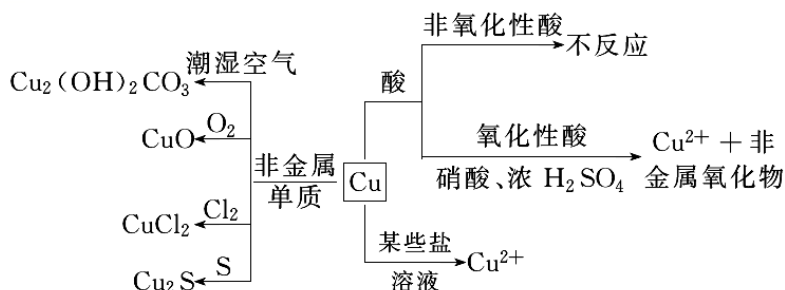 非氧化性酸
不反应
潮湿空气
Cu₂(OH)₂CO₃
酸
O₂
CuO
氧化性酸
Cu²⁺＋非
金属氧化物
硝酸、浓 H₂SO₄
非金属
单质
Cu
Cl₂
CuCl₂
某些盐
溶液
Cu²⁺
S
Cu₂S